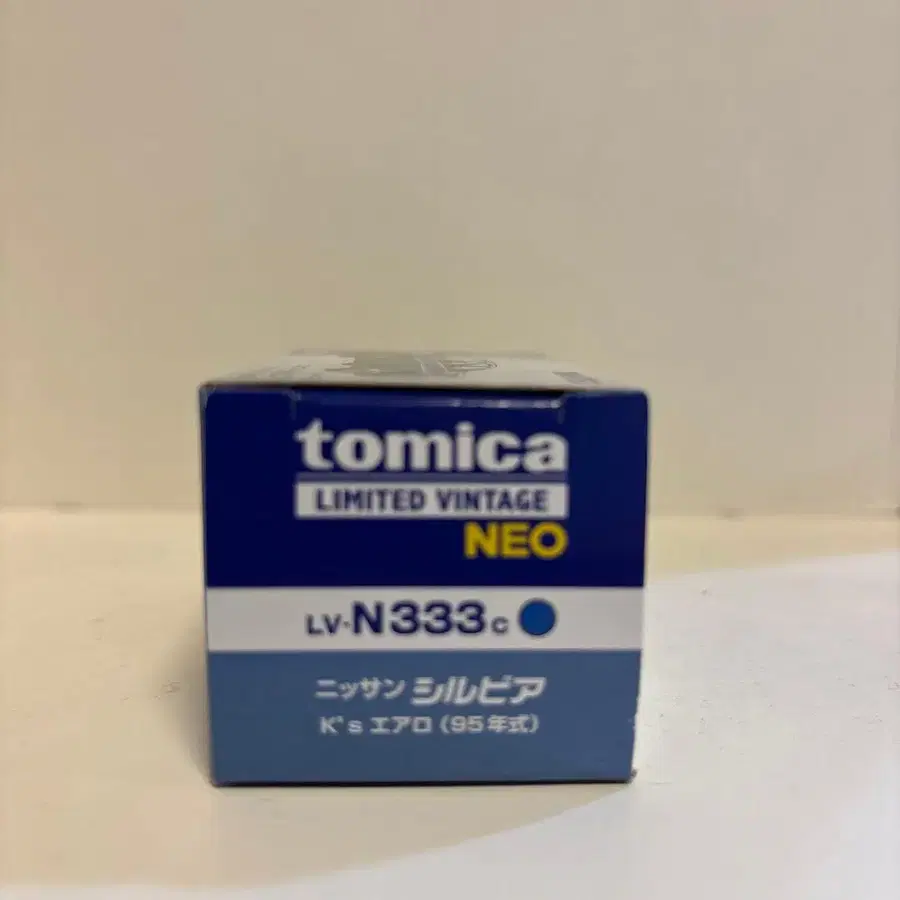 tomica
LIMITED VINTAGE
NEO
LV-N333c
ニッサン シルビア
K's エアロ（95年式）